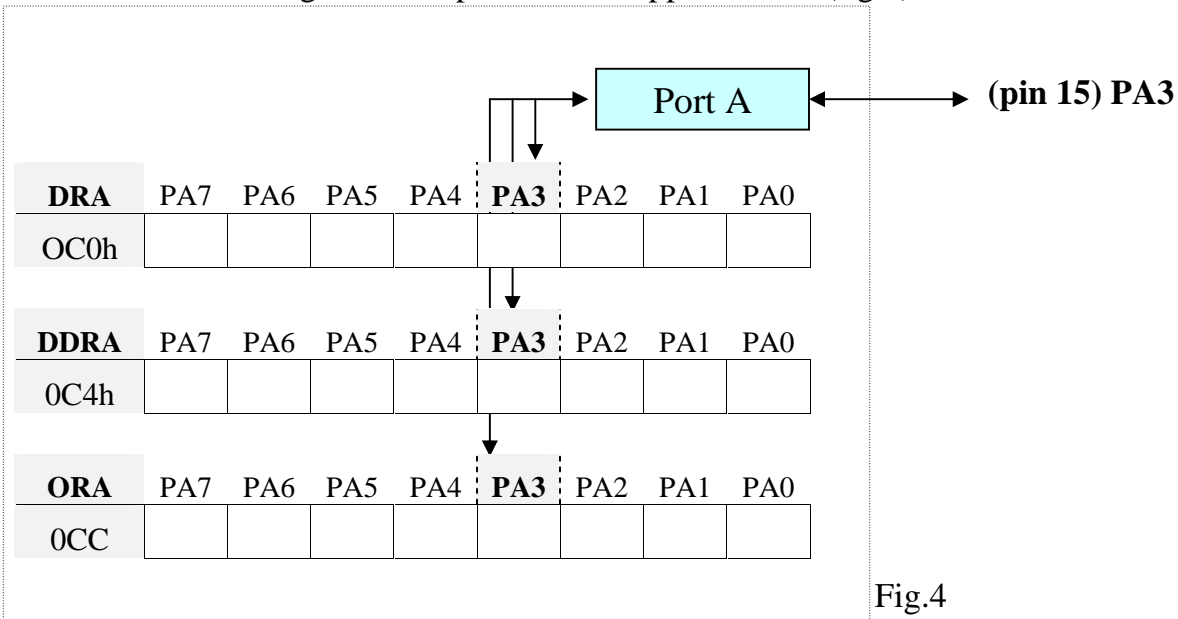 Port A
(pin 15) PA3
DRA PA7 PA6 PA5 PA4 PA3 PA2 PA1 PA0
OC0h
DDRA PA7 PA6 PA5 PA4 PA3 PA2 PA1 PA0
0C4h
ORA PA7 PA6 PA5 PA4 PA3 PA2 PA1 PA0
0CC
Fig.4